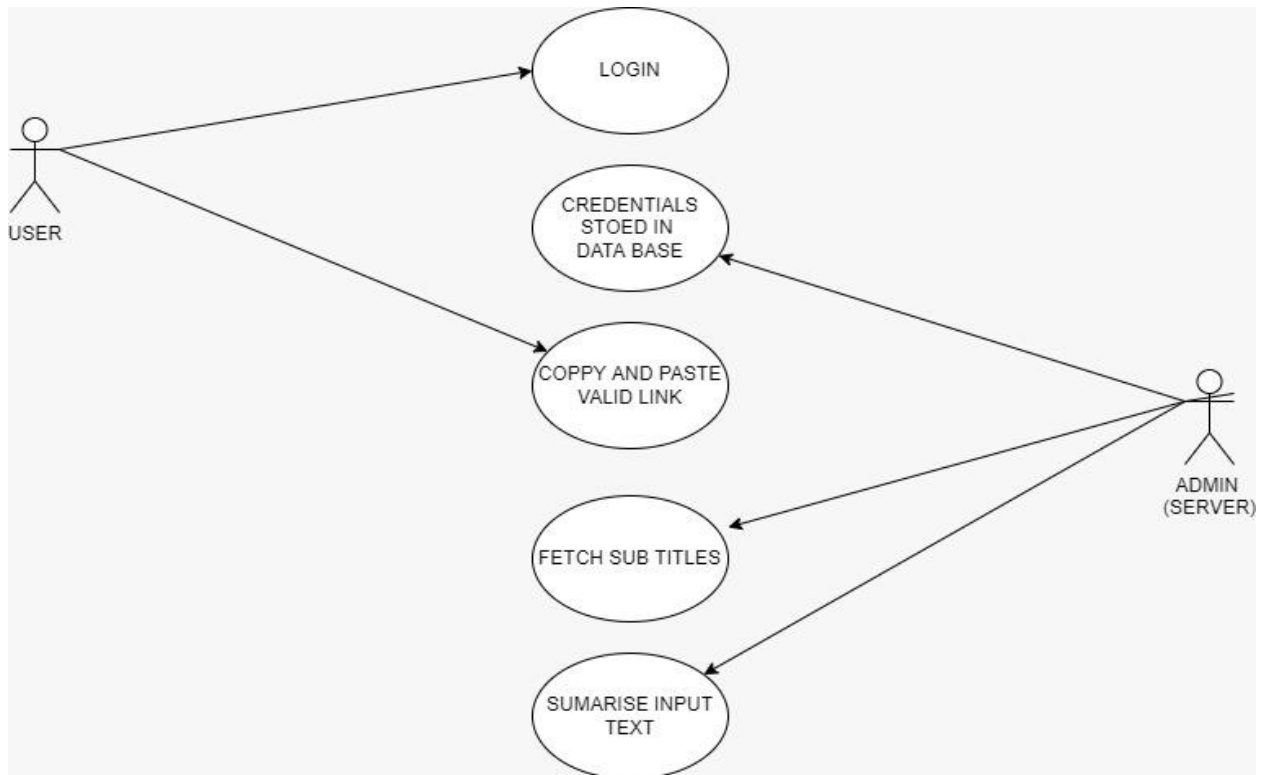 LOGIN
USER
CREDENTIALS
STOED IN
DATA BASE
COPPY AND PASTE
VALID LINK
ADMIN
(SERVER)
FETCH SUB TITLES
SUMARISE INPUT
TEXT